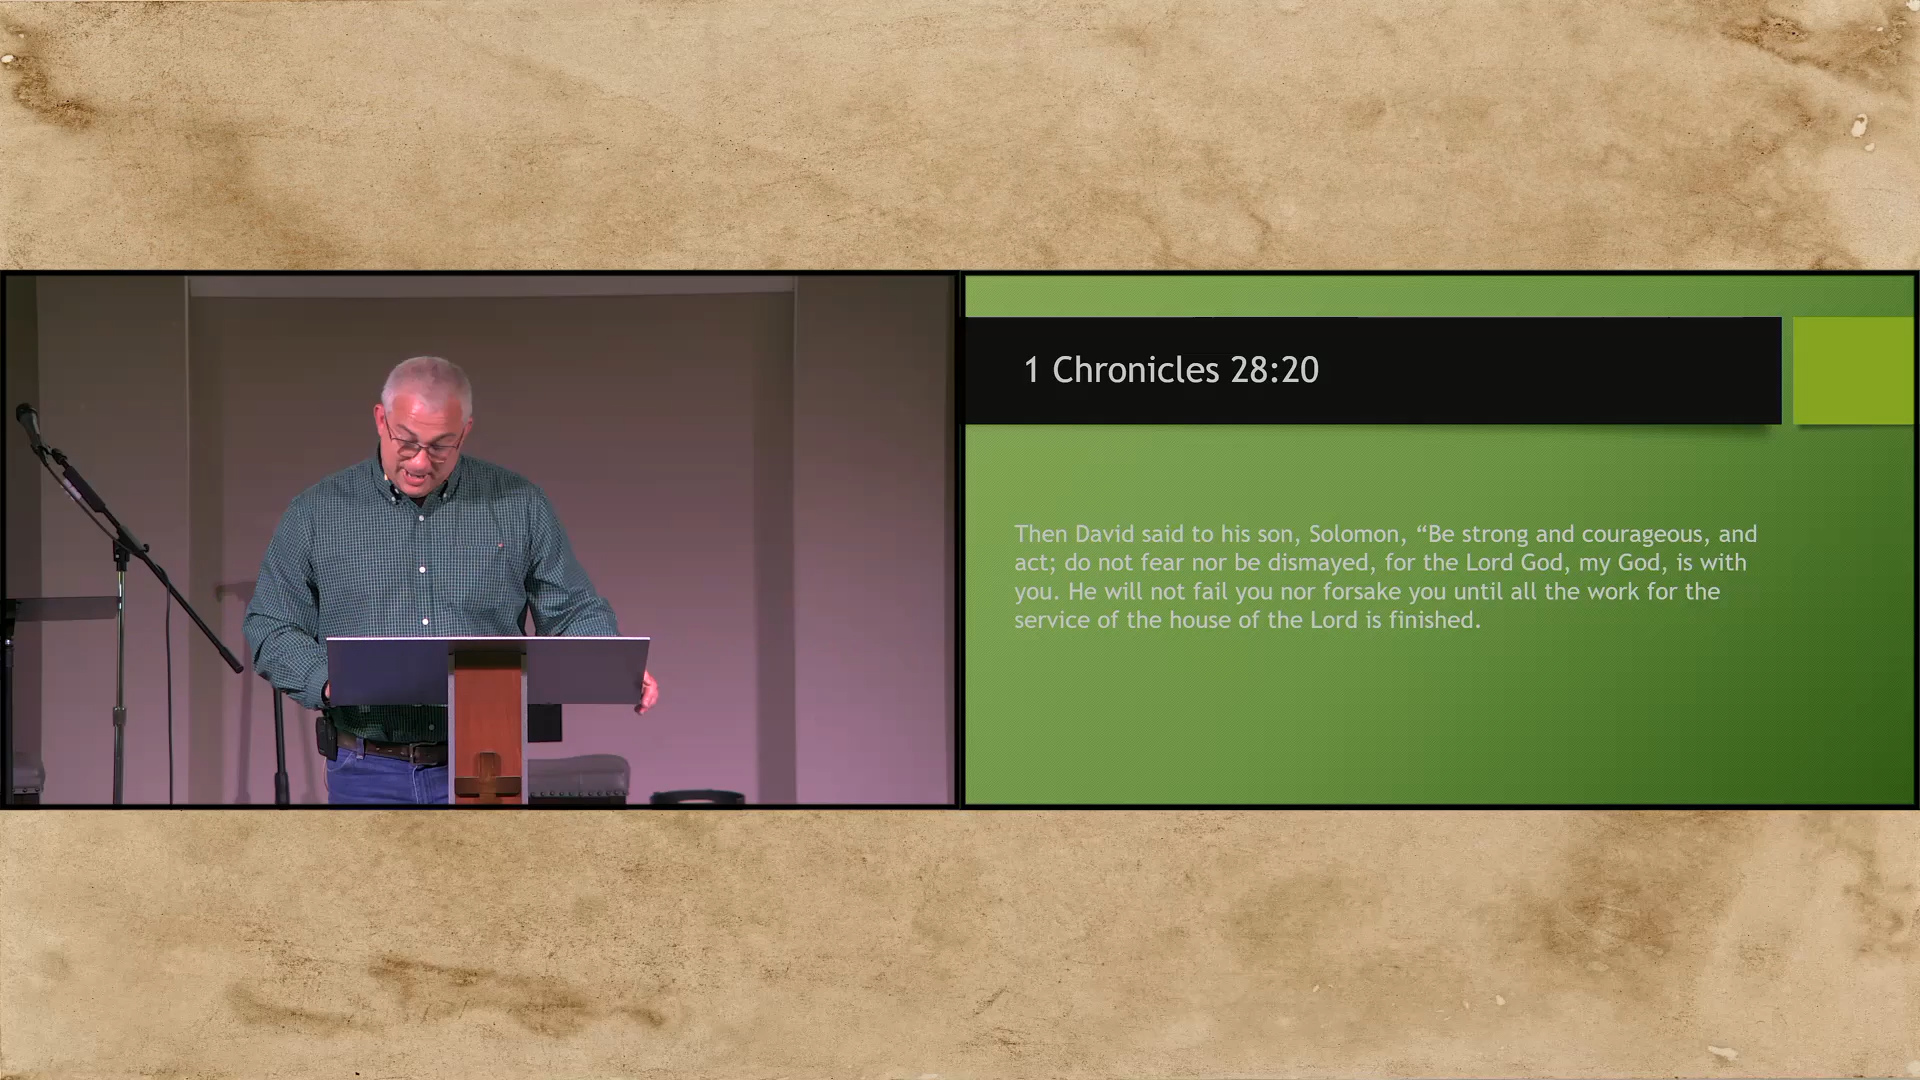 1 Chronicles 28:20
Then David said to his son, Solomon, “Be strong and courageous, and
act; do not fear nor be dismayed, for the Lord God, my God, is with
you. He will not fail you nor forsake you until all the work for the
service of the house of the Lord is finished.